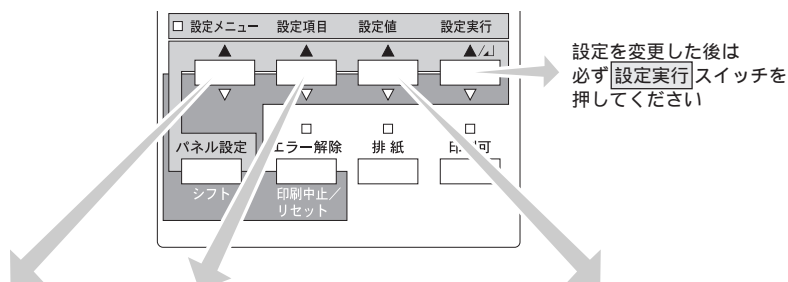 設定メニュー 設定項目 設定値 設定実行
設定を変更した後は
必ず 設定実行 スイッチを
押してください
パネル設定 エラー解除 排 紙 印刷可
シフト 印刷中止／
リセット